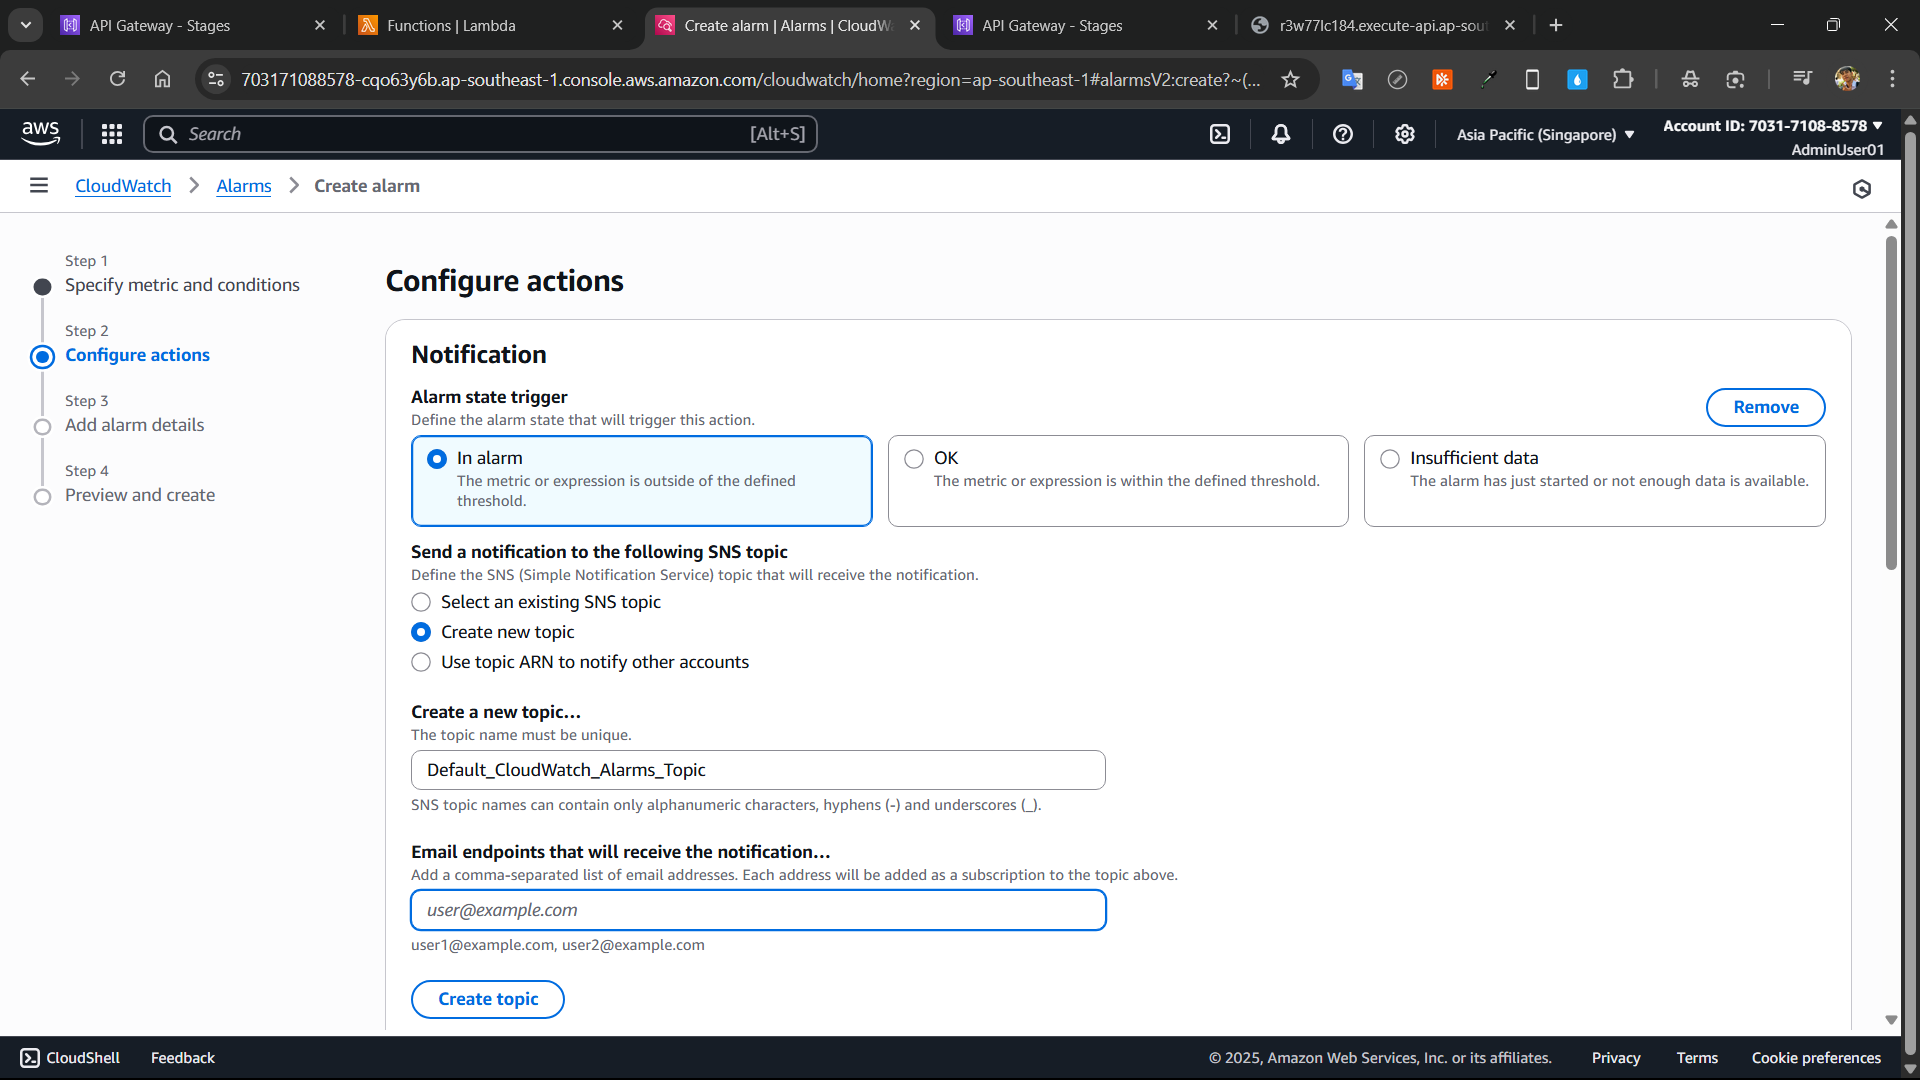 API Gateway - Stages
Functions | Lambda
Create alarm | Alarms | CloudW
API Gateway - Stages
r3w77lc184.execute-api.ap-sout
703171088578-cqo63y6b.ap-southeast-1.console.aws.amazon.com/cloudwatch/home?region=ap-southeast-1#alarmsV2:create?~(...
aws
Search
[Alt+S]
Asia Pacific (Singapore)
Account ID: 7031-7108-8578
AdminUser01
CloudWatch
Alarms
Create alarm
Step 1
Specify metric and conditions
Step 2
Configure actions
Step 3
Add alarm details
Step 4
Preview and create
Configure actions
Notification
Alarm state trigger
Define the alarm state that will trigger this action.
Remove
In alarm
The metric or expression is outside of the defined
threshold.
OK
The metric or expression is within the defined threshold.
Insufficient data
The alarm has just started or not enough data is available.
Send a notification to the following SNS topic
Define the SNS (Simple Notification Service) topic that will receive the notification.
Select an existing SNS topic
Create new topic
Use topic ARN to notify other accounts
Create a new topic...
The topic name must be unique.
Default_CloudWatch_Alarms_Topic
SNS topic names can contain only alphanumeric characters, hyphens (-) and underscores (_).
Email endpoints that will receive the notification...
Add a comma-separated list of email addresses. Each address will be added as a subscription to the topic above.
user@example.com
user1@example.com, user2@example.com
Create topic
CloudShell
Feedback
© 2025, Amazon Web Services, Inc. or its affiliates.
Privacy
Terms
Cookie preferences